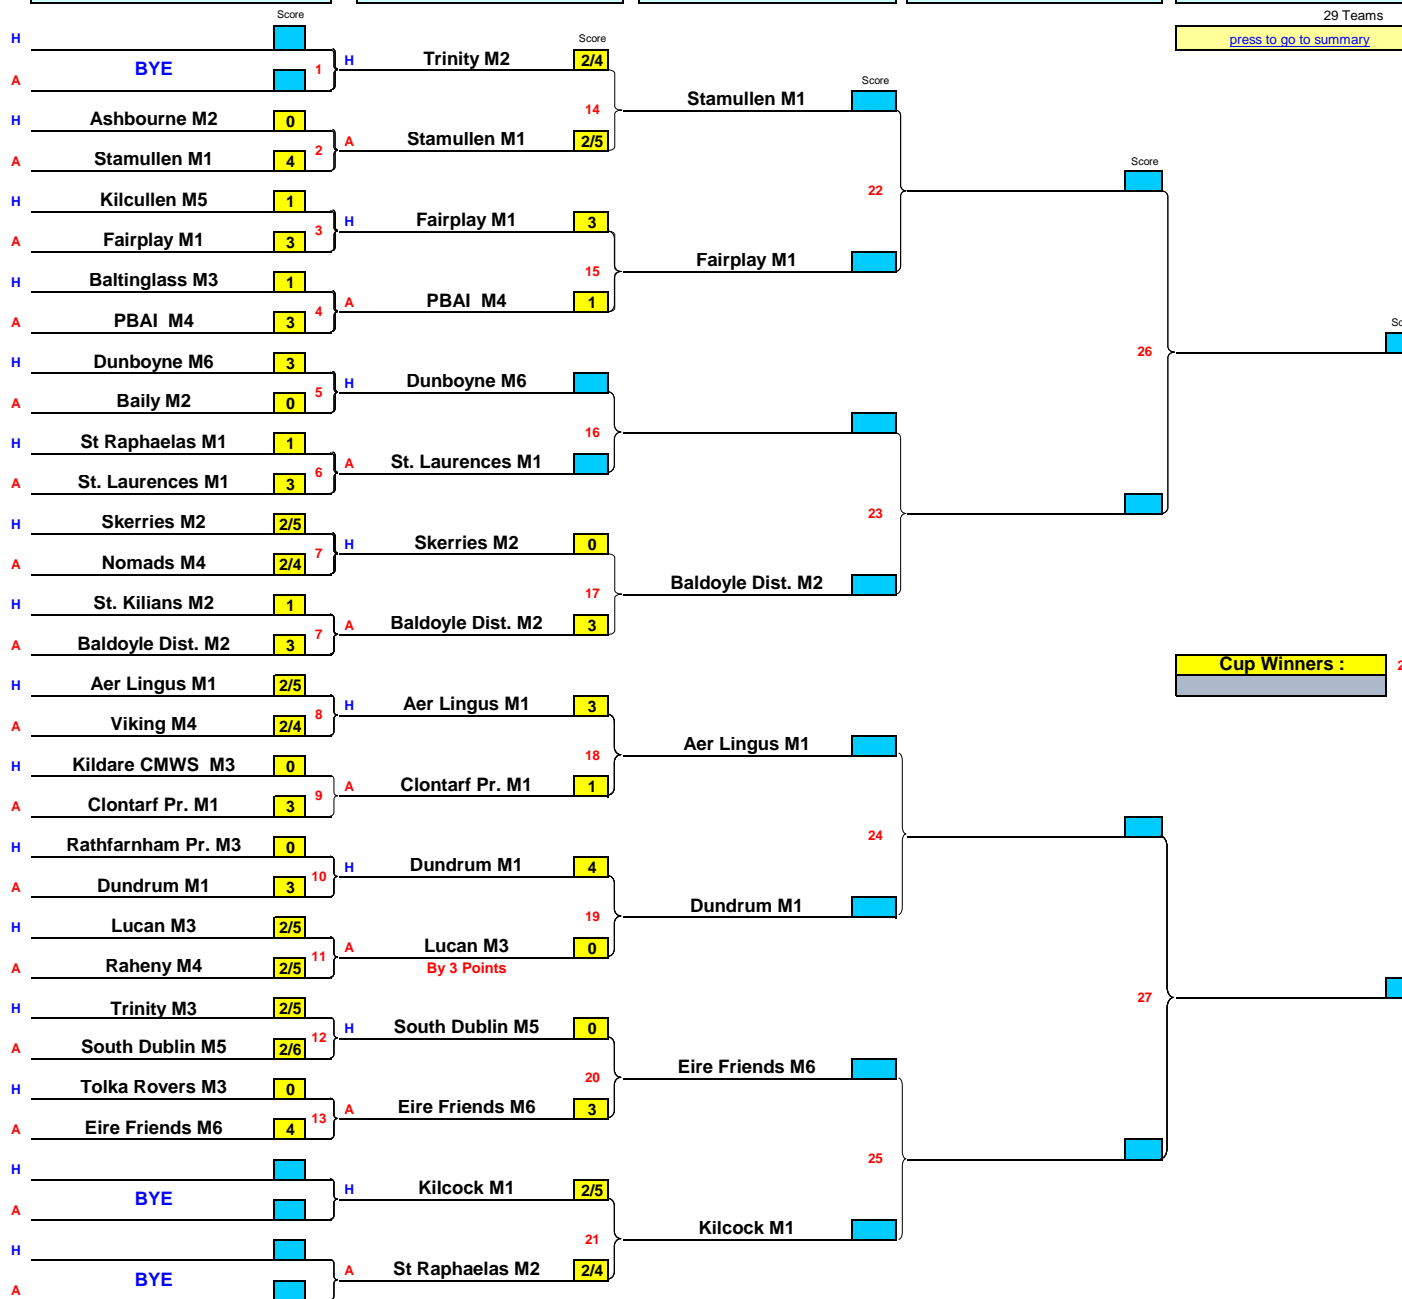 Score
29 Teams
H
press to go to summary
Score
BYE
1
H
Trinity M2
2/4
A
Score
14
Stamullen M1
H
Ashbourne M2
0
2
A
Stamullen M1
2/5
A
Stamullen M1
4
Score
22
H
Kilcullen M5
1
3
H
Fairplay M1
3
A
Fairplay M1
3
15
Fairplay M1
H
Baltinglass M3
1
4
A
PBAI M4
1
A
PBAI M4
3
Sc
26
H
Dunboyne M6
3
5
H
Dunboyne M6
A
Baily M2
0
16
H
St Raphaelas M1
1
6
A
St. Laurences M1
A
St. Laurences M1
3
23
H
Skerries M2
2/5
7
H
Skerries M2
0
A
Nomads M4
2/4
17
Baldoyle Dist. M2
H
St. Kilians M2
1
7
A
Baldoyle Dist. M2
3
A
Baldoyle Dist. M2
3
Cup Winners :
2
H
Aer Lingus M1
2/5
8
H
Aer Lingus M1
3
A
Viking M4
2/4
18
Aer Lingus M1
H
Kildare CMWS M3
0
9
A
Clontarf Pr. M1
1
A
Clontarf Pr. M1
3
24
H
Rathfarnham Pr. M3
0
10
H
Dundrum M1
4
A
Dundrum M1
3
19
Dundrum M1
H
Lucan M3
2/5
11
A
Lucan M3
0
By 3 Points
A
Raheny M4
2/5
27
H
Trinity M3
2/5
12
H
South Dublin M5
0
A
South Dublin M5
2/6
20
Eire Friends M6
H
Tolka Rovers M3
0
13
A
Eire Friends M6
3
A
Eire Friends M6
4
25
H
BYE
H
Kilcock M1
2/5
A
21
Kilcock M1
H
BYE
A
St Raphaelas M2
2/4
A